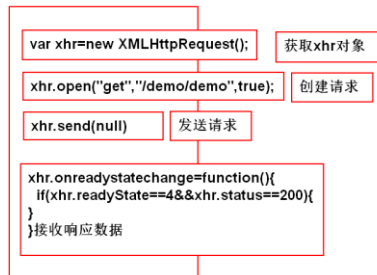 var xhr=new XMLHttpRequest(); 获取xhr对象
xhr.open("get","/demo/demo",true); 创建请求
xhr.send(null) 发送请求
xhr.onreadystatechange=function(){
if(xhr.readyState==4&&xhr.status==200){
}
}接收响应数据